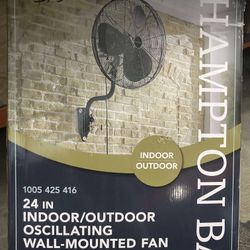 INDOOR
OUTDOOR
1005 425 416
24 IN
INDOOR/OUTDOOR
OSCILLATING
WALL-MOUNTED FAN
HAMPTON BA